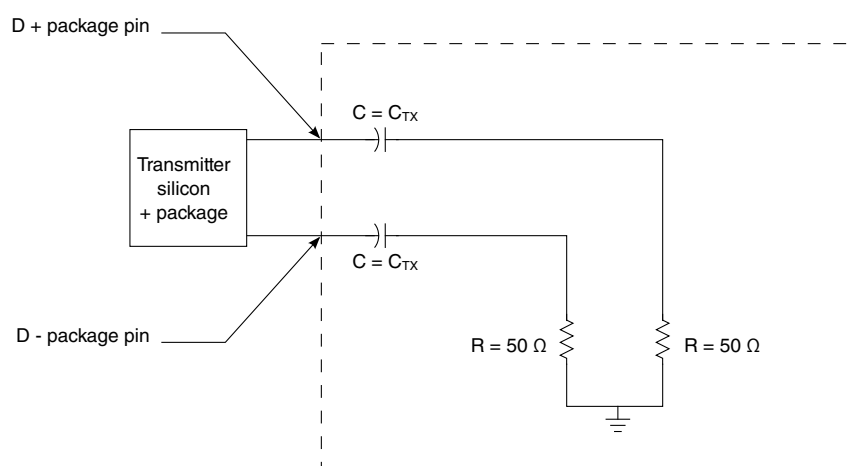 D + package pin
C = CTX
Transmitter
silicon
+ package
C = CTX
D - package pin
R = 50 Ω
R = 50 Ω